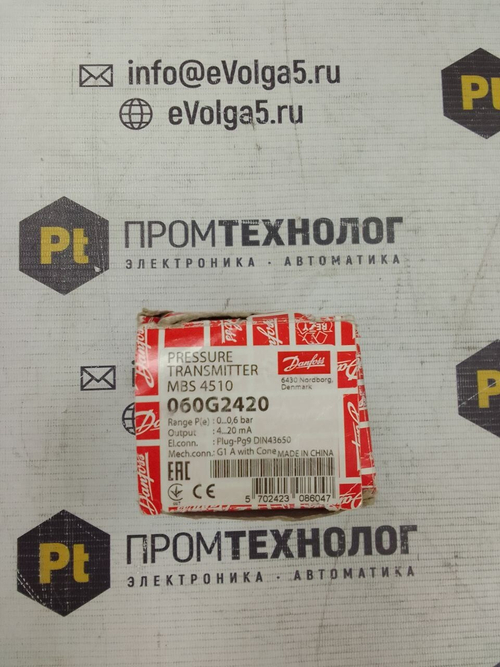 info@eVolga5.ru
eVolga5.ru
Pt
Pt
ПРОМТЕХНОЛОГ
ЭЛЕКТРОНИКА · АВТОМАТИКА
PRESSURE
TRANSMITTER
MBS 4510
060G2420
Danfoss
6430 Nordborg,
Denmark
Range P(e) : 0...0,6 bar
Output : 4...20 mA
El.conn. : Plug-Pg9 DIN43650
Mech.conn.: G1 A with Cone
MADE IN CHINA
EAC
CE
5 702423 086047
Danfoss
Pt
ПРОМТЕХНОЛОГ
ЭЛЕКТРОНИКА · АВТОМАТИКА